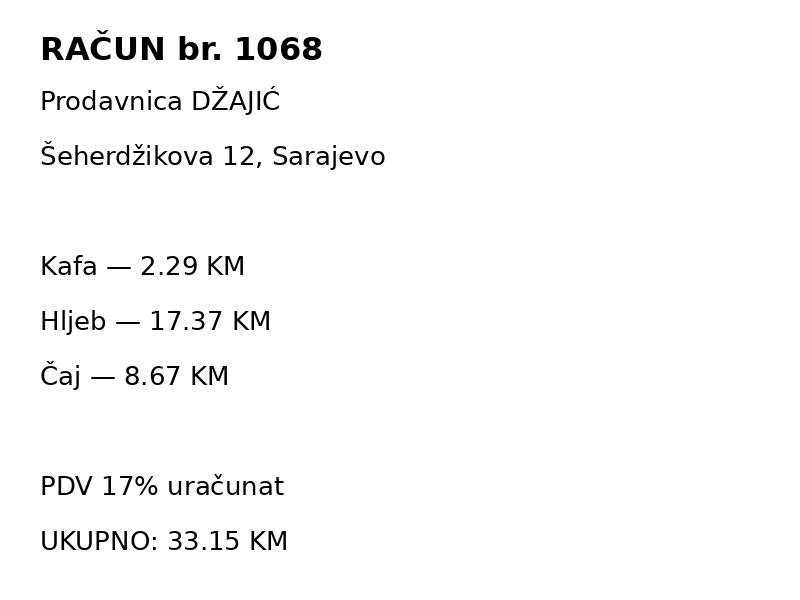 RAČUN br. 1068
Prodavnica DŽAJIĆ
Šeherdžikova 12, Sarajevo
Kafa — 2.29 KM
Hljeb — 17.37 KM
Čaj — 8.67 KM
PDV 17% uračunat
UKUPNO: 33.15 KM